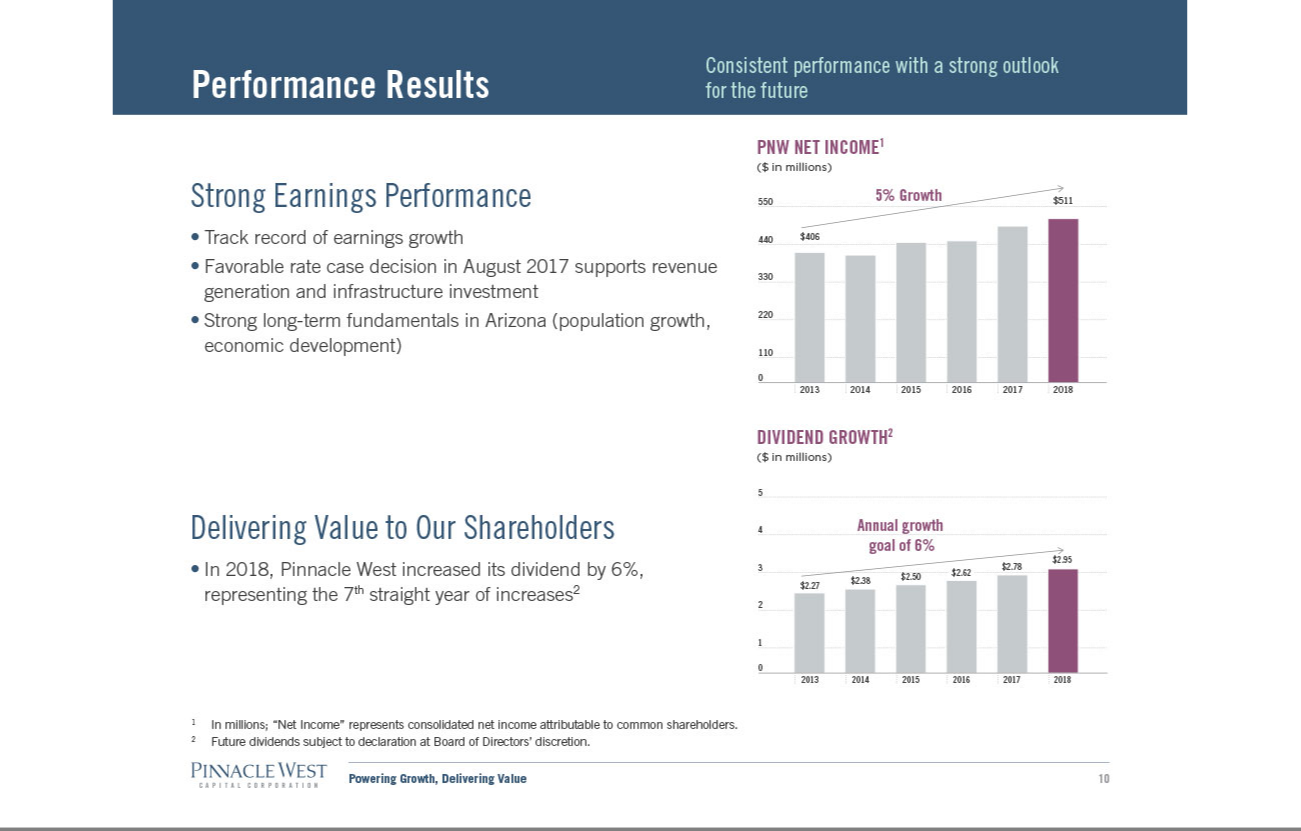 Performance Results
Consistent performance with a strong outlook
for the future
Strong Earnings Performance
• Track record of earnings growth
• Favorable rate case decision in August 2017 supports revenue
generation and infrastructure investment
• Strong long-term fundamentals in Arizona (population growth,
economic development)
PNW NET INCOME1
($ in millions)
5% Growth
$511
550
$406
440
330
220
110
0
2013 2014 2015 2016 2017 2018
Delivering Value to Our Shareholders
• In 2018, Pinnacle West increased its dividend by 6%,
representing the 7th straight year of increases2
DIVIDEND GROWTH2
($ in millions)
5
4
Annual growth
goal of 6%
3
$2.27 $2.38 $2.50 $2.62 $2.78 $2.95
2
1
0
2013 2014 2015 2016 2017 2018
1 In millions; “Net Income” represents consolidated net income attributable to common shareholders.
2 Future dividends subject to declaration at Board of Directors’ discretion.
PINNACLE WEST
CAPITAL CORPORATION
Powering Growth, Delivering Value
10